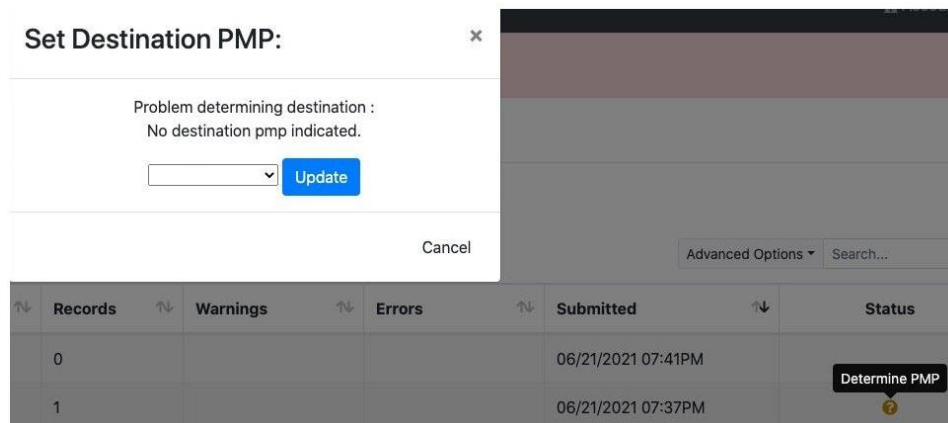 Set Destination PMP: ×
Problem determining destination :
No destination pmp indicated.
Update
Cancel
Advanced Options Search...
Records Warnings Errors Submitted Status
0 06/21/2021 07:41PM
Determine PMP
1 06/21/2021 07:37PM ?